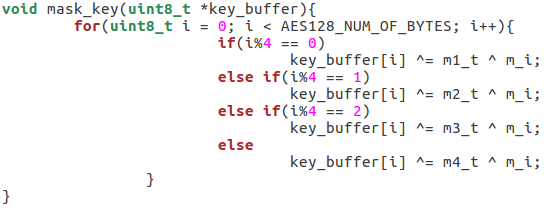 void mask_key(uint8_t *key_buffer){
        for(uint8_t i = 0; i < AES128_NUM_OF_BYTES; i++){
                        if(i%4 == 0)
                                key_buffer[i] ^= m1_t ^ m_i;
                        else if(i%4 == 1)
                                key_buffer[i] ^= m2_t ^ m_i;
                        else if(i%4 == 2)
                                key_buffer[i] ^= m3_t ^ m_i;
                        else
                                key_buffer[i] ^= m4_t ^ m_i;
                }
}